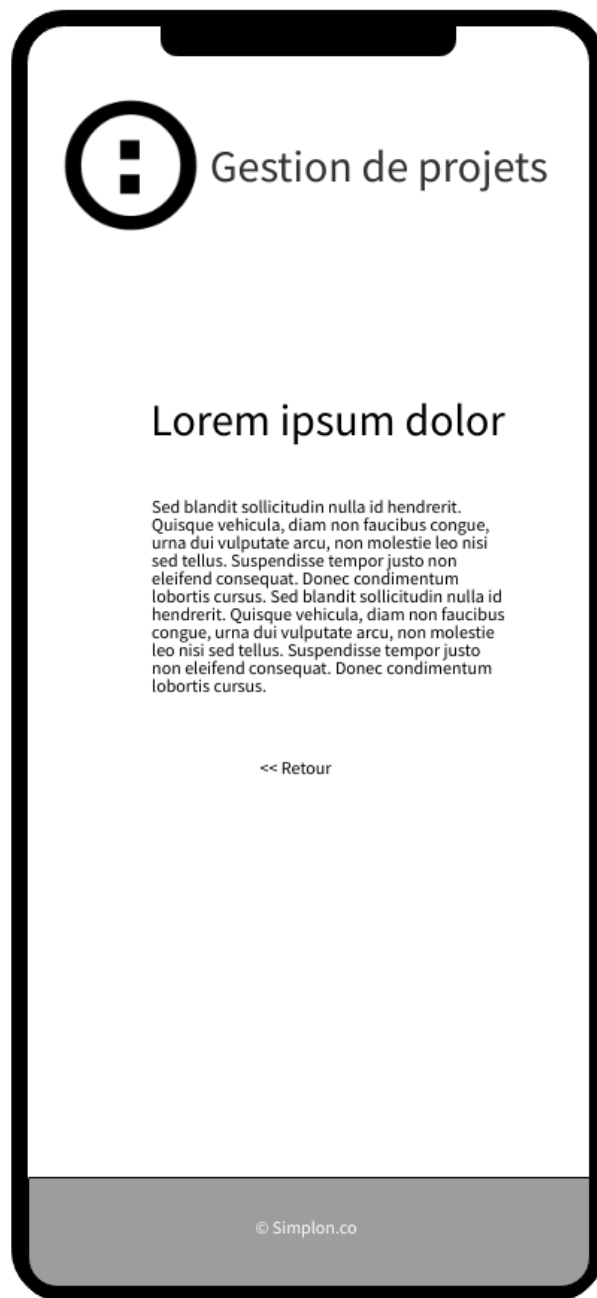 Gestion de projets
Lorem ipsum dolor
Sed blandit sollicitudin nulla id hendrerit.
Quisque vehicula, diam non faucibus congue,
urna dui vulputate arcu, non molestie leo nisi
sed tellus. Suspendisse tempor justo non
eleifend consequat. Donec condimentum
lobortis cursus. Sed blandit sollicitudin nulla id
hendrerit. Quisque vehicula, diam non faucibus
congue, urna dui vulputate arcu, non molestie
leo nisi sed tellus. Suspendisse tempor justo
non eleifend consequat. Donec condimentum
lobortis cursus.
<< Retour
© Simplon.co